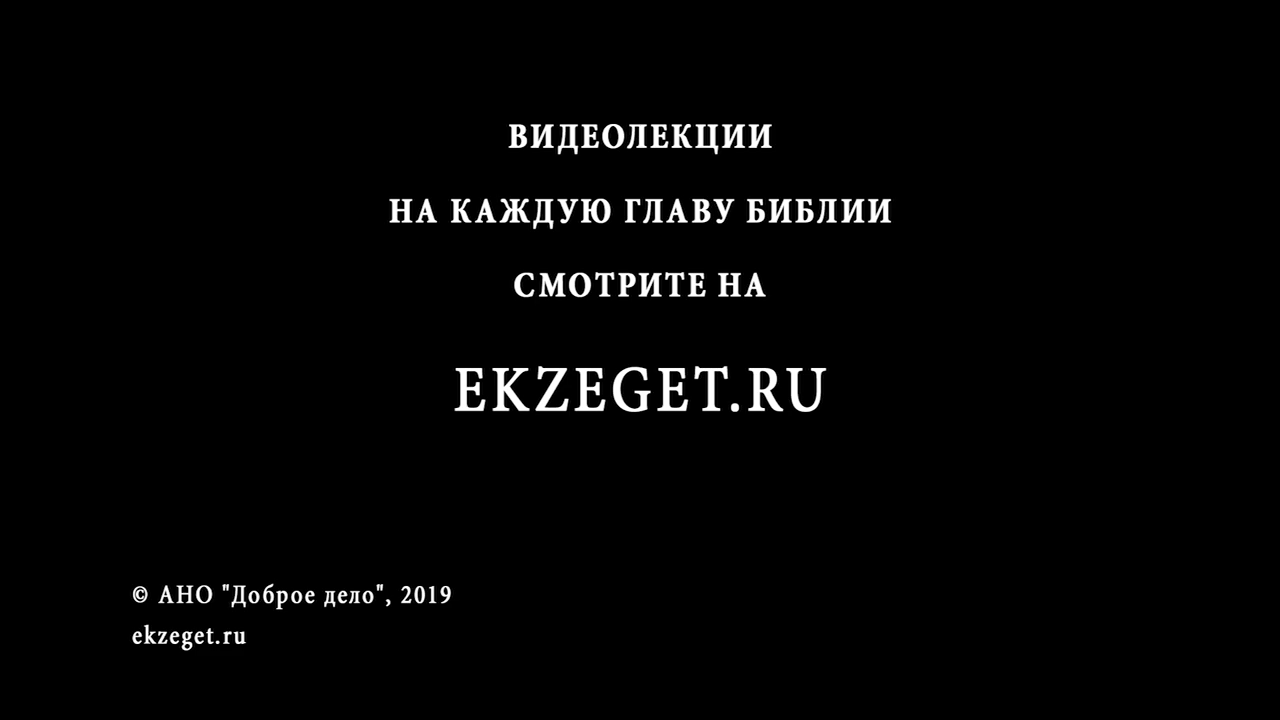 ВИДЕОЛЕКЦИИ
НА КАЖДУЮ ГЛАВУ БИБЛИИ
СМОТРИТЕ НА
EKZEGET.RU
© АНО "Доброе дело", 2019
ekzeget.ru